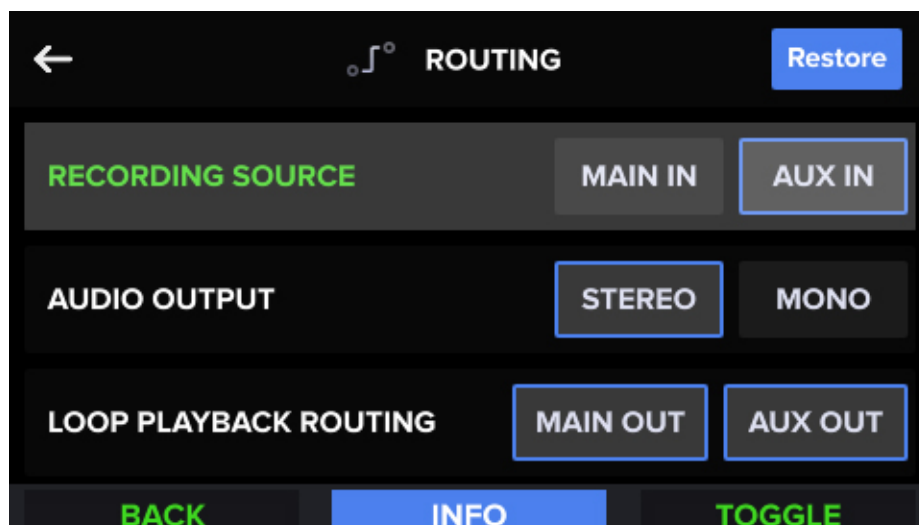 ROUTING Restore
RECORDING SOURCE MAIN IN AUX IN
AUDIO OUTPUT STEREO MONO
LOOP PLAYBACK ROUTING MAIN OUT AUX OUT
BACK INFO TOGGLE